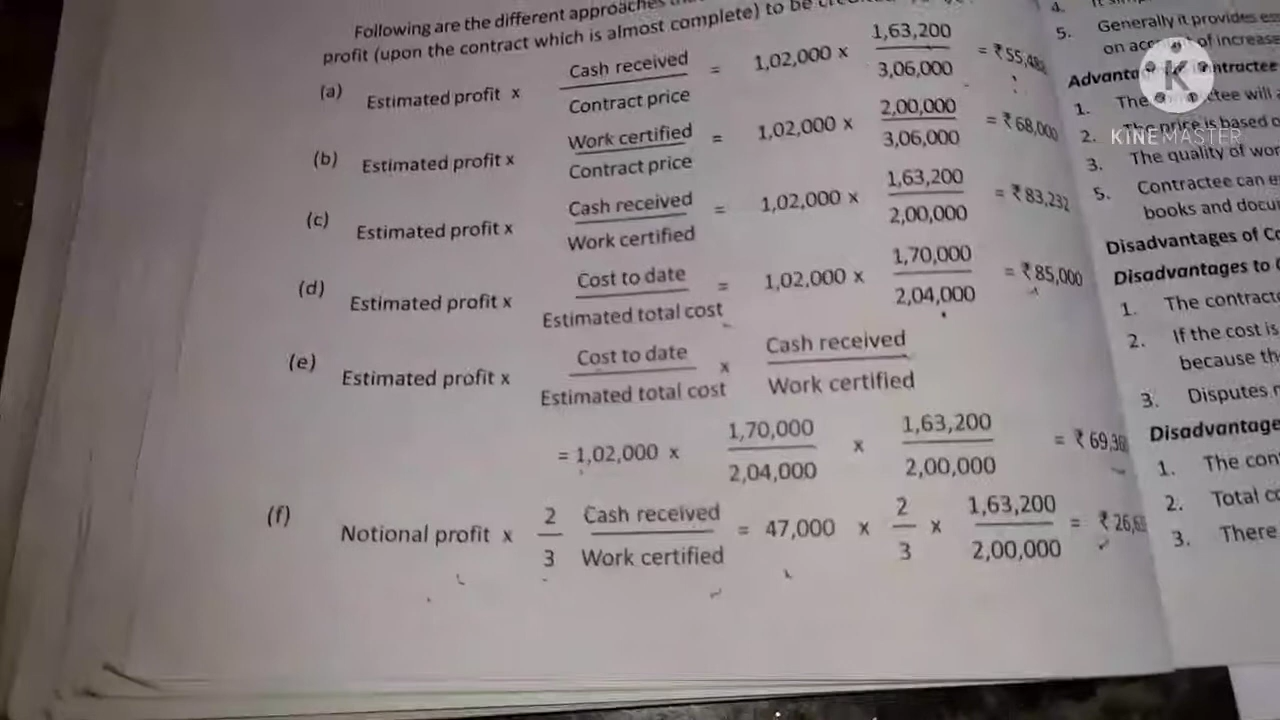 Following are the different approaches
profit (upon the contract which is almost complete) to be
(a) Estimated profit x Cash received / Contract price = 1,02,000 x 1,63,200 / 3,06,000 = ₹55,48
(b) Estimated profit x Work certified / Contract price = 1,02,000 x 2,00,000 / 3,06,000 = ₹68,000
(c) Estimated profit x Cash received / Work certified = 1,02,000 x 1,63,200 / 2,00,000 = ₹83,232
(d) Estimated profit x Cost to date / Estimated total cost = 1,02,000 x 1,70,000 / 2,04,000 = ₹85,000
(e) Estimated profit x Cost to date / Estimated total cost x Cash received / Work certified
= 1,02,000 x 1,70,000 / 2,04,000 x 1,63,200 / 2,00,000 = ₹69,3
(f) Notional profit x 2 / 3 Cash received / Work certified = 47,000 x 2 / 3 x 1,63,200 / 2,00,000 = ₹26,6
4.
5. Generally it provides
on of increase
1. The will
2. The price is based
3. The quality of
5. Contractee can
books and
Disadvantages of
Disadvantages to
1. The
2. If the cost is
because
3. Disputes
1. The
2. Total
3. There
K
KINEMASTER